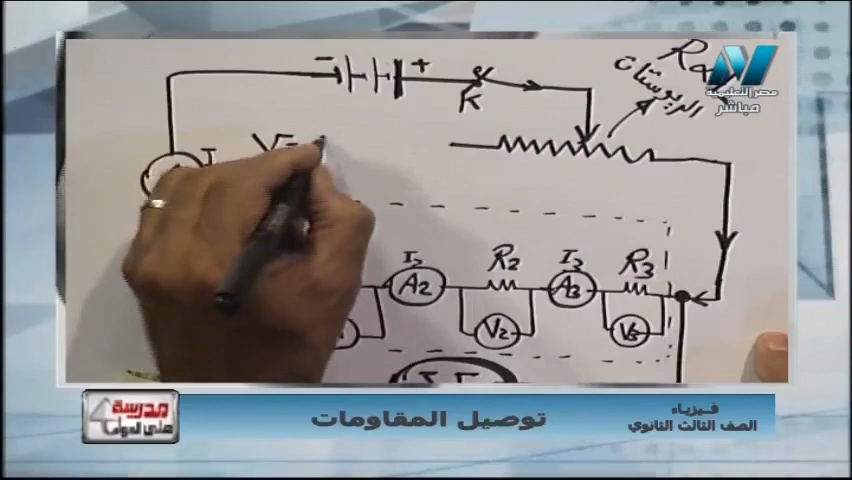 - +
K
الريوستات
مصر التعليمية
مباشر
I
V =
I2 R2 I3 R3
A2 A3
V2 V3
مدرسة
على الهواء
توصيل المقاومات
فيزياء
الصف الثالث الثانوي